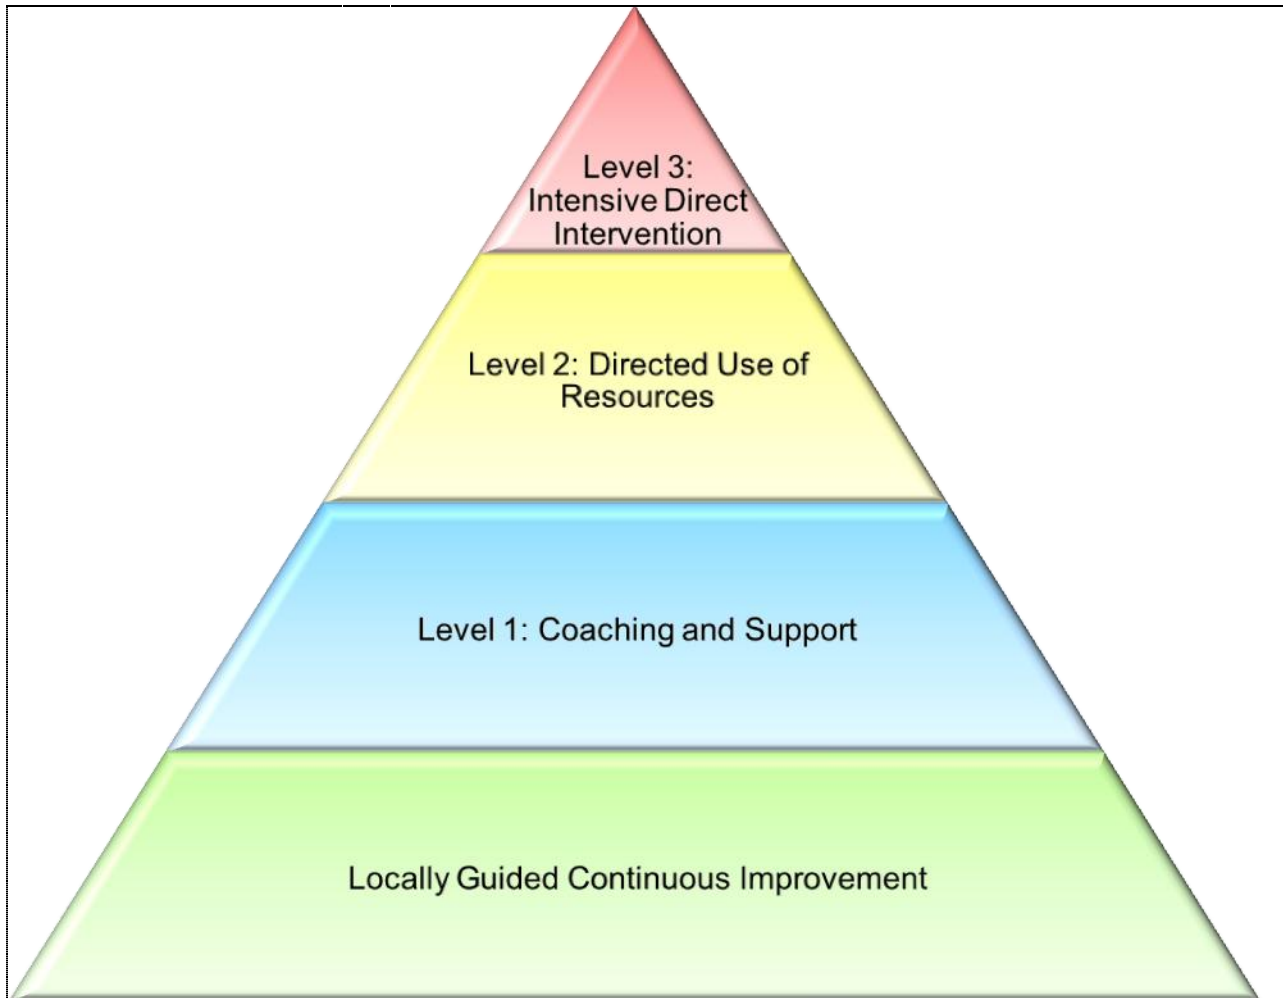 Level 3:
Intensive Direct
Intervention
Level 2: Directed Use of
Resources
Level 1: Coaching and Support
Locally Guided Continuous Improvement